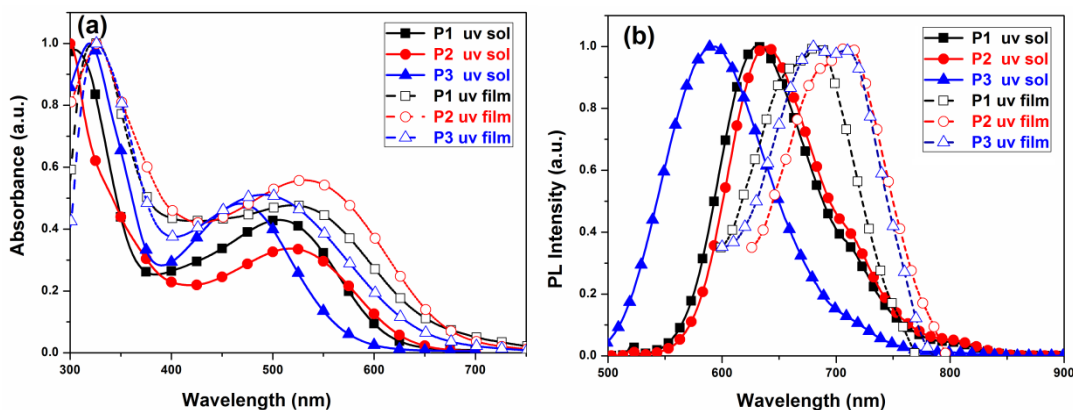 (a)
P1 uv sol
P2 uv sol
P3 uv sol
P1 uv film
P2 uv film
P3 uv film
Absorbance (a.u.)
1.0
0.8
0.6
0.4
0.2
0.0
300 400 500 600 700
Wavelength (nm)
(b)
P1 uv sol
P2 uv sol
P3 uv sol
P1 uv film
P2 uv film
P3 uv film
PL Intensity (a.u.)
1.0
0.8
0.6
0.4
0.2
0.0
500 600 700 800 900
Wavelength (nm)